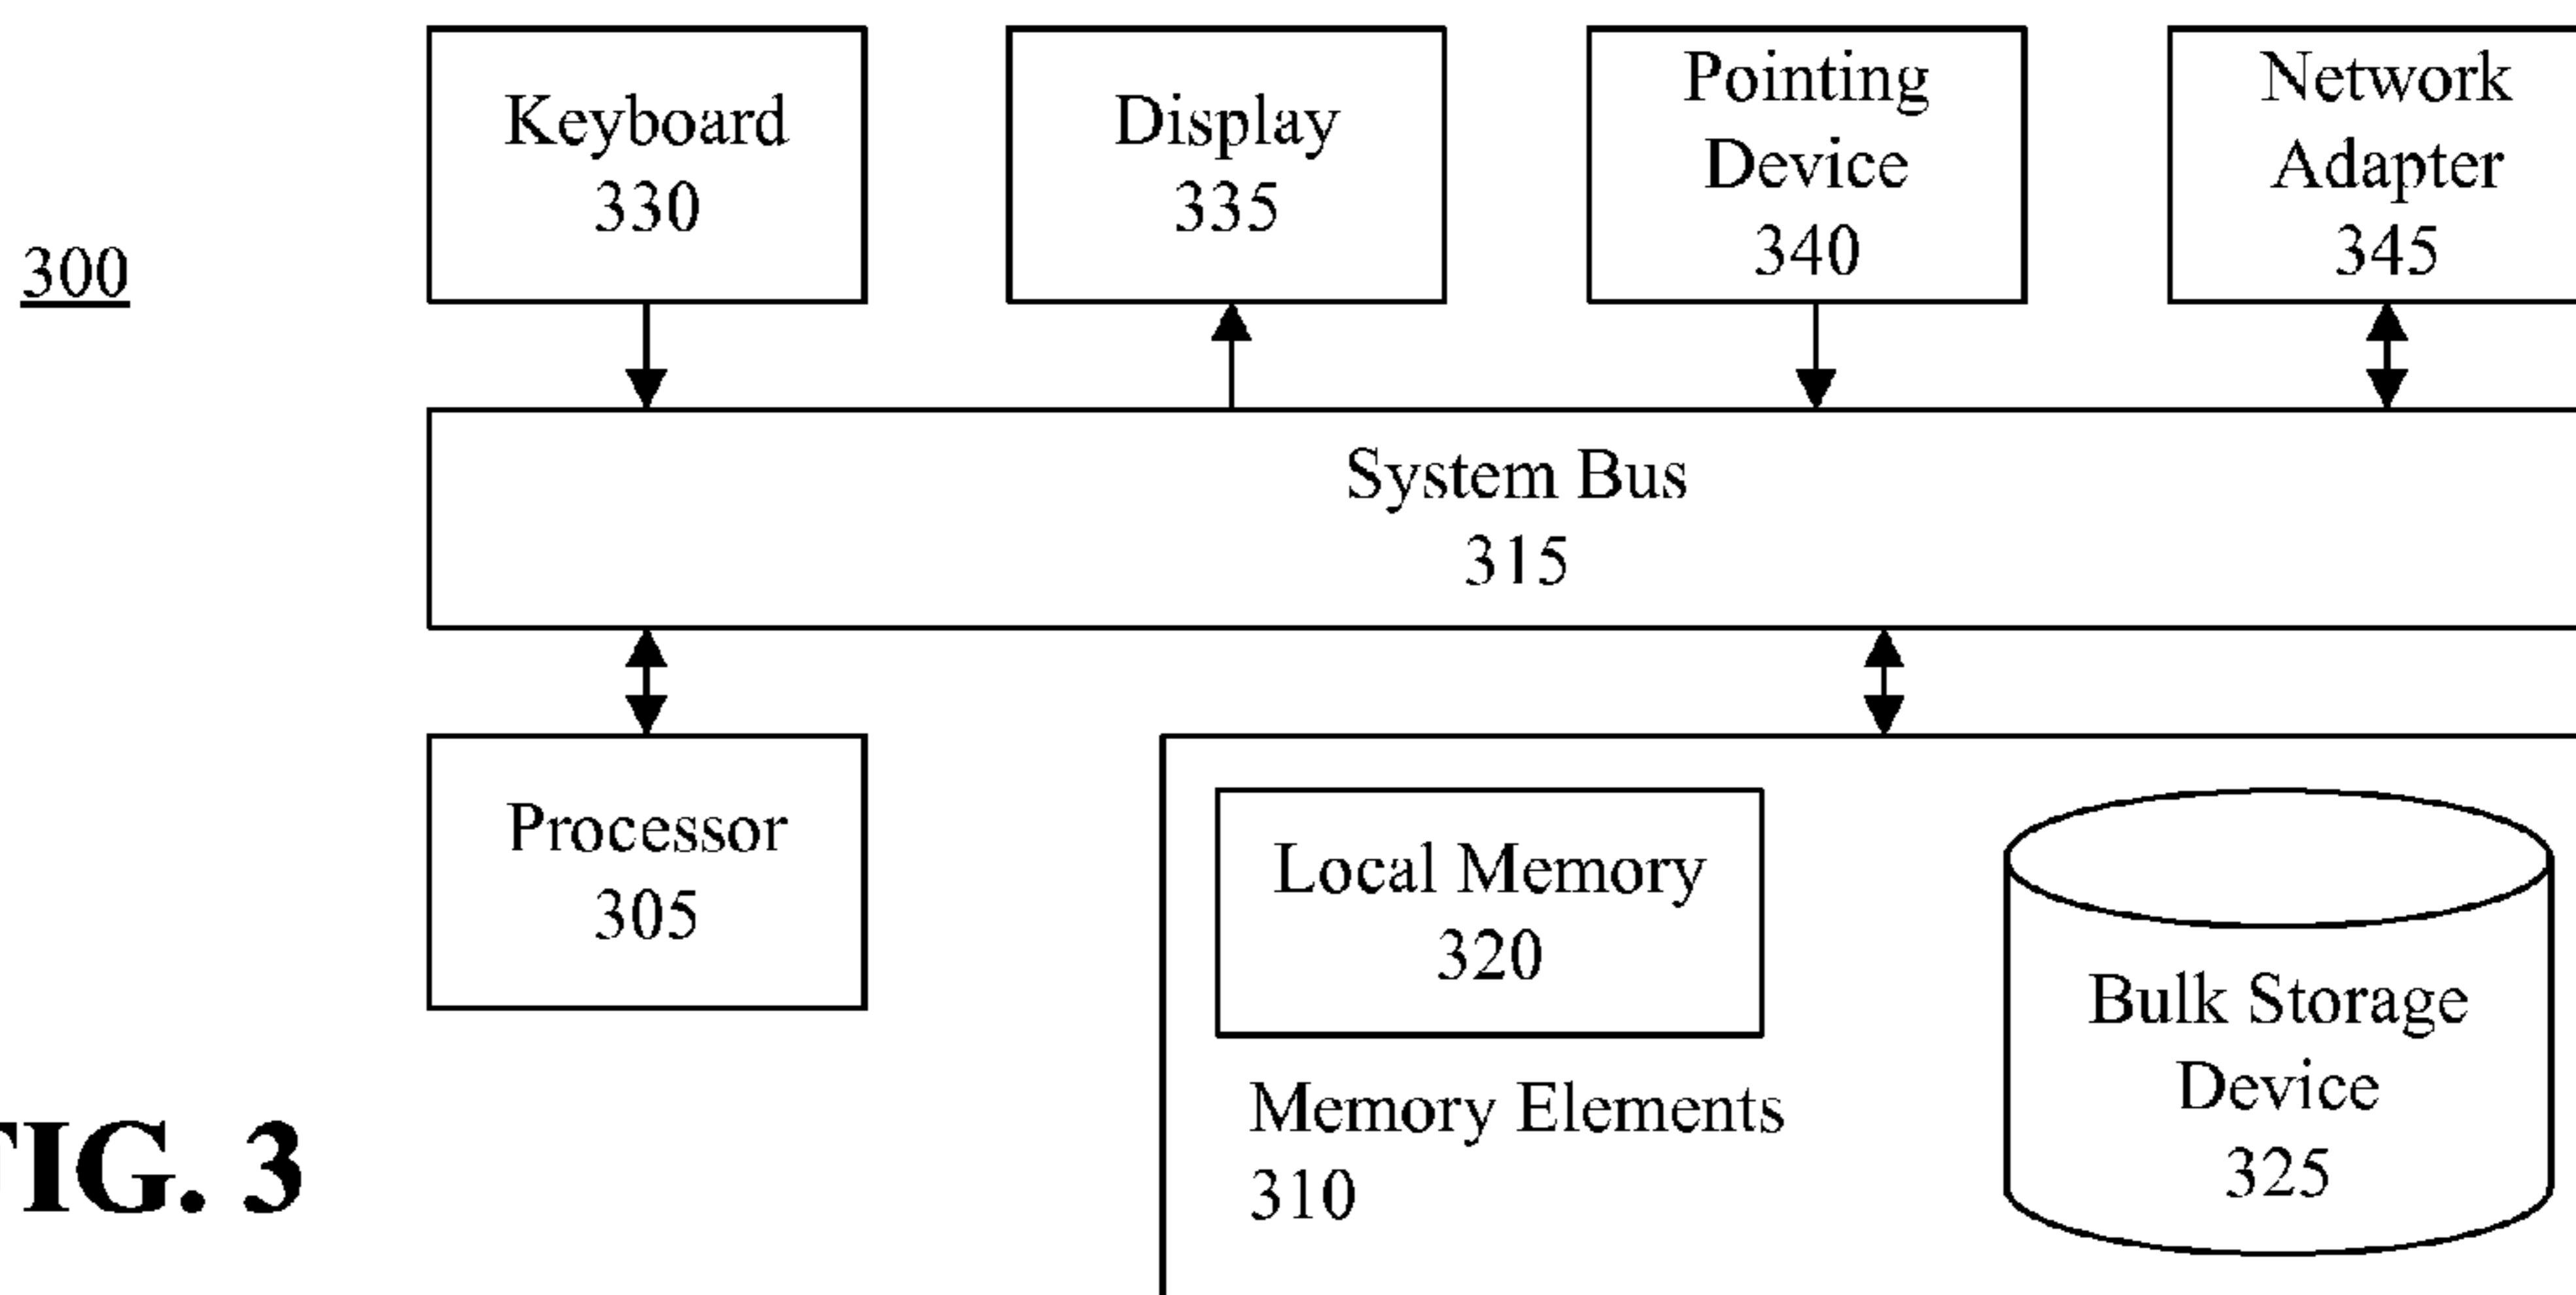 Keyboard
330
Display
335
Pointing
Device
340
Network
Adapter
345
300
System Bus
315
Processor
305
Local Memory
320
Memory Elements
310
Bulk Storage
Device
325
FIG. 3